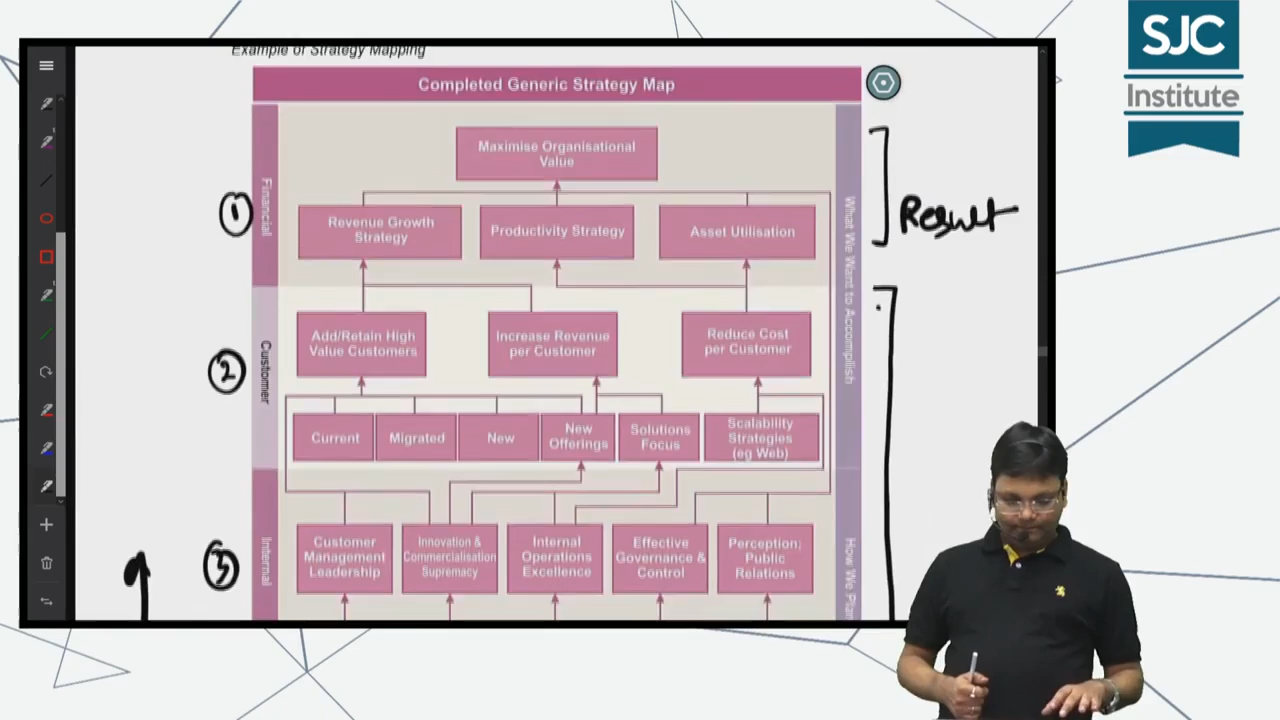 SJC
Institute
Example of Strategy Mapping
Completed Generic Strategy Map
Financial
What We Want to Accomplish
Maximise Organisational
Value
1
Revenue Growth
Strategy
Productivity Strategy
Asset Utilisation
Result
Customer
2
Add/Retain High
Value Customers
Increase Revenue
per Customer
Reduce Cost
per Customer
Current
Migrated
New
New
Offerings
Solutions
Focus
Scalability
Strategies
(eg Web)
Internal
3
Customer
Management
Leadership
Innovation &
Commercialisation
Supremacy
Internal
Operations
Excellence
Effective
Governance &
Control
Perception;
Public
Relations
How We Pla